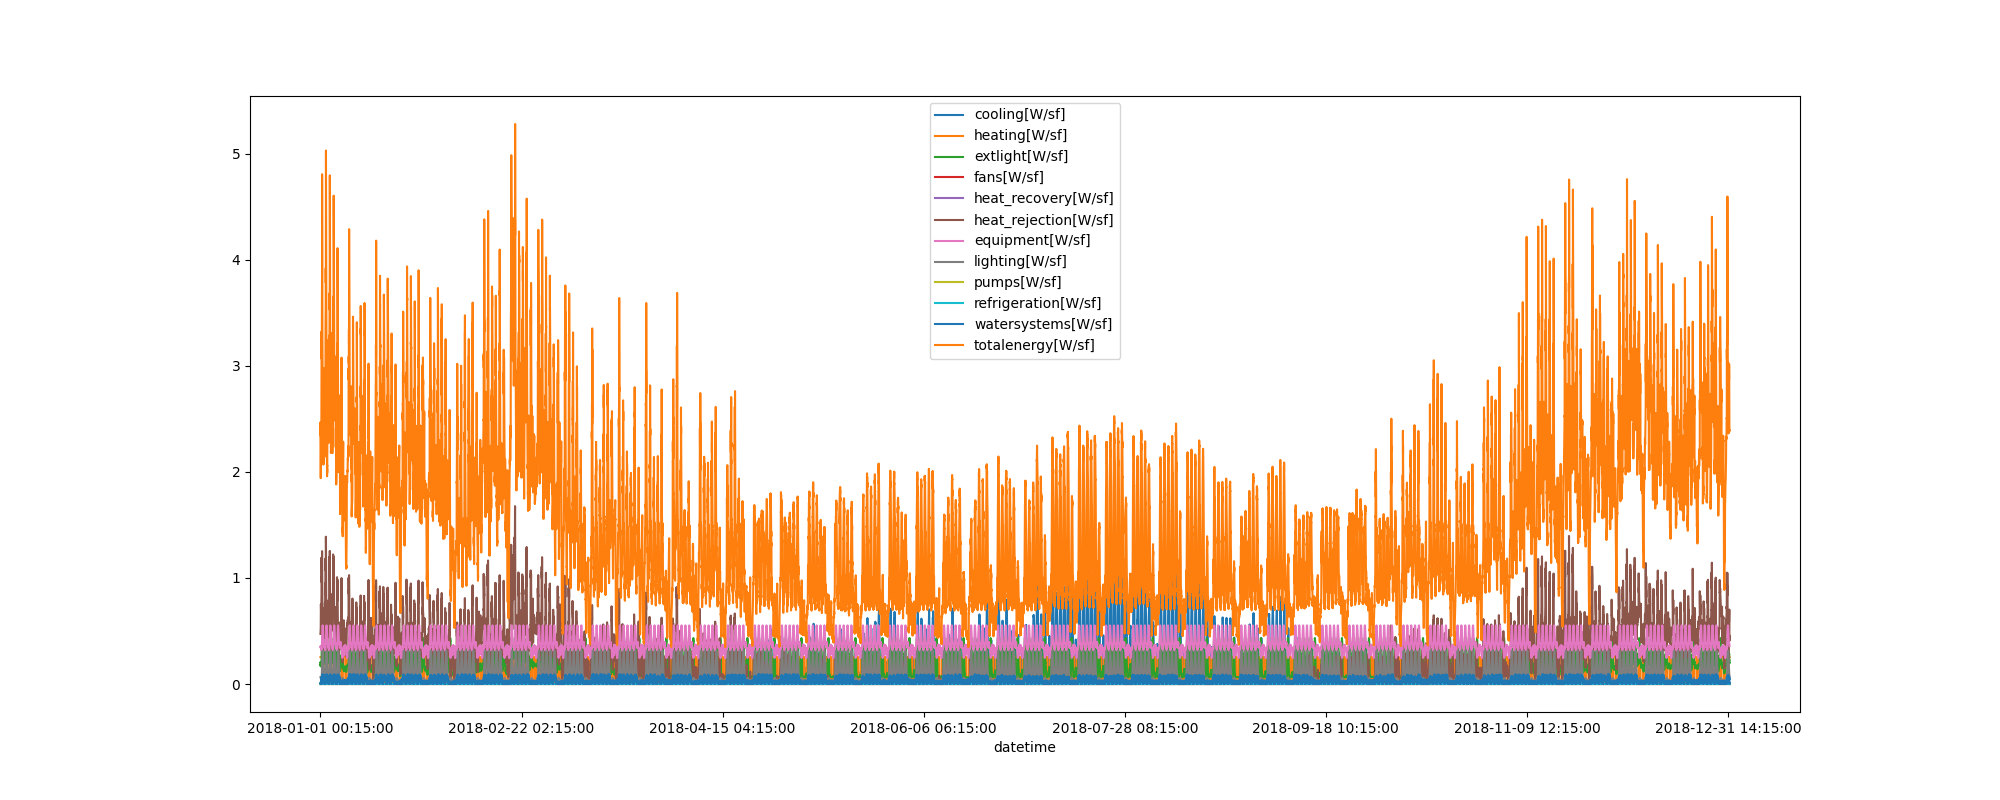 cooling[W/sf]
heating[W/sf]
extlight[W/sf]
fans[W/sf]
heat_recovery[W/sf]
heat_rejection[W/sf]
equipment[W/sf]
lighting[W/sf]
pumps[W/sf]
refrigeration[W/sf]
watersystems[W/sf]
totalenergy[W/sf]
5
4
3
2
1
0
2018-01-01 00:15:00 2018-02-22 02:15:00 2018-04-15 04:15:00 2018-06-06 06:15:00 2018-07-28 08:15:00 2018-09-18 10:15:00 2018-11-09 12:15:00 2018-12-31 14:15:00
datetime